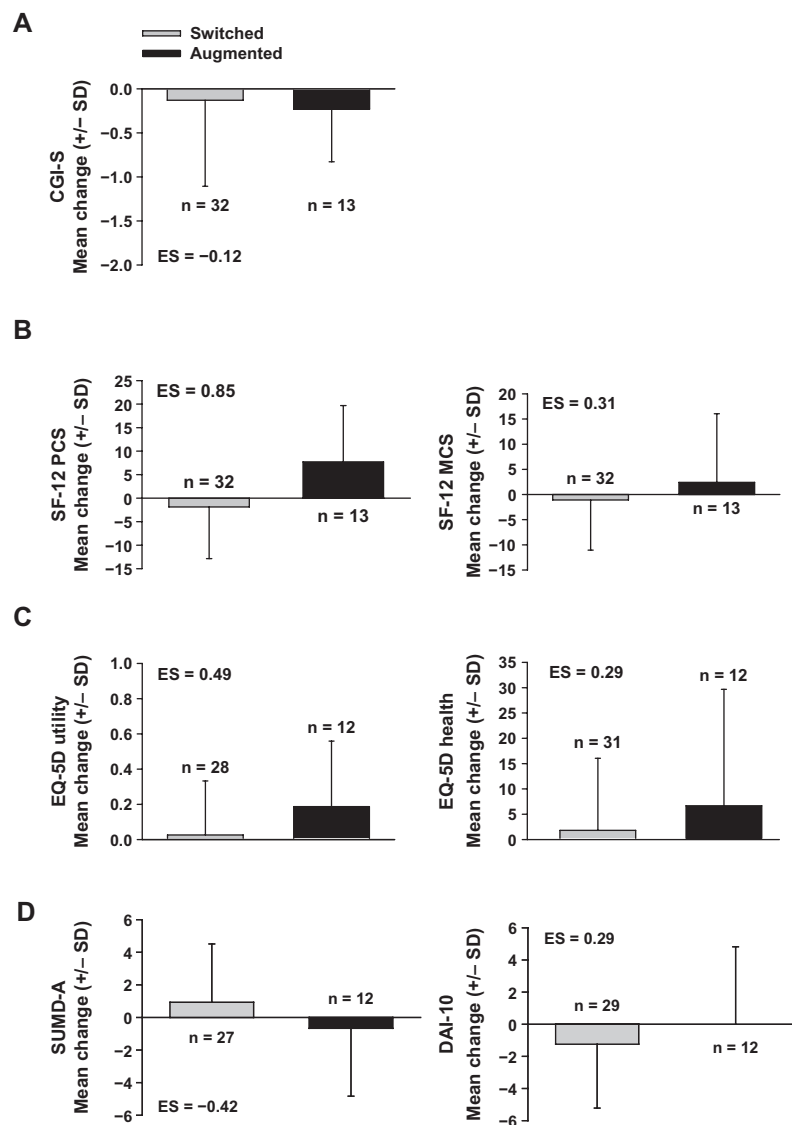 A
Switched
Augmented
CGI-S
Mean change (+/− SD)
0.0
−0.5
−1.0
−1.5
−2.0
n = 32
n = 13
ES = −0.12
B
SF-12 PCS
Mean change (+/− SD)
25
20
15
10
5
0
−5
−10
−15
ES = 0.85
n = 32
n = 13
SF-12 MCS
Mean change (+/− SD)
20
15
10
5
0
−5
−10
−15
ES = 0.31
n = 32
n = 13
C
EQ-5D utility
Mean change (+/− SD)
1.0
0.8
0.6
0.4
0.2
0.0
ES = 0.49
n = 28
n = 12
EQ-5D health
Mean change (+/− SD)
35
30
25
20
15
10
5
0
ES = 0.29
n = 31
n = 12
D
SUMD-A
Mean change (+/− SD)
6
4
2
0
−2
−4
−6
n = 27
n = 12
ES = −0.42
DAI-10
Mean change (+/− SD)
6
4
2
0
−2
−4
−6
ES = 0.29
n = 29
n = 12